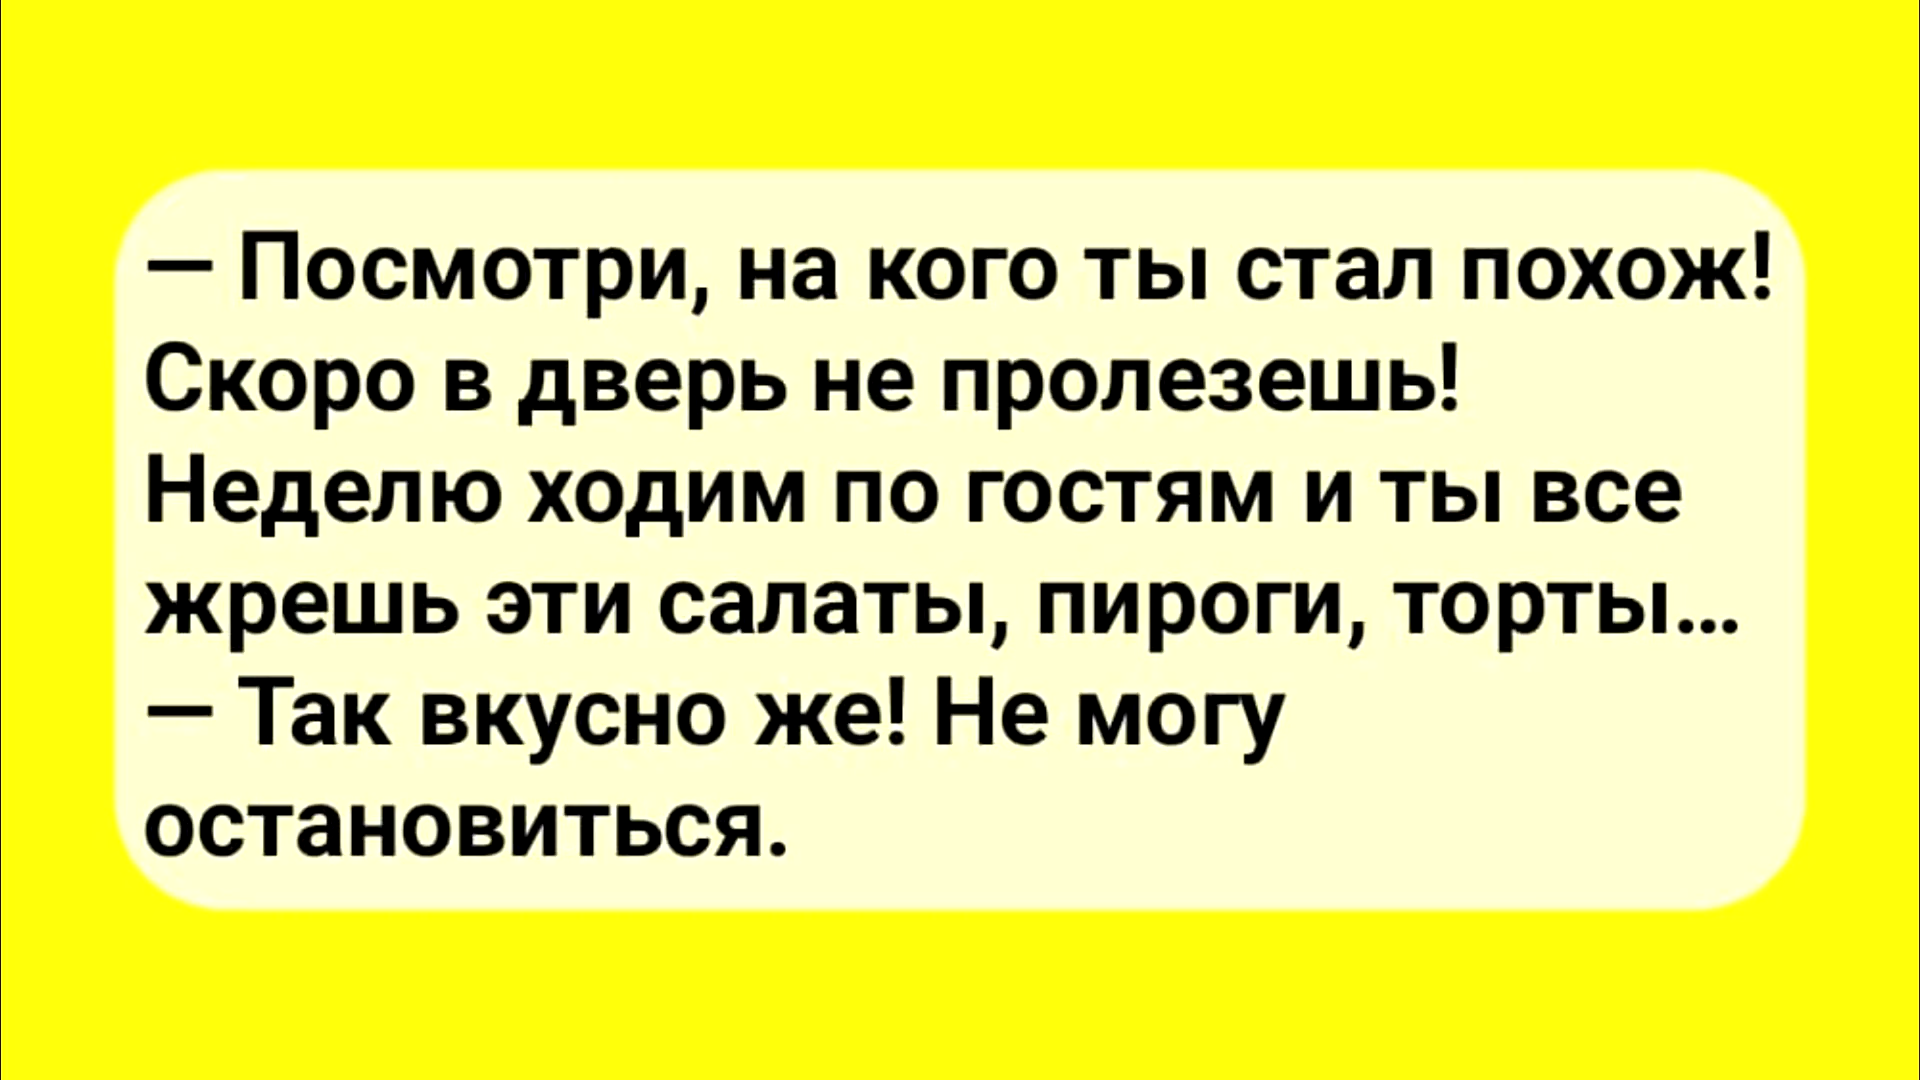 — Посмотри, на кого ты стал похож!
Скоро в дверь не пролезешь!
Неделю ходим по гостям и ты все
жрешь эти салаты, пироги, торты...
— Так вкусно же! Не могу
остановиться.